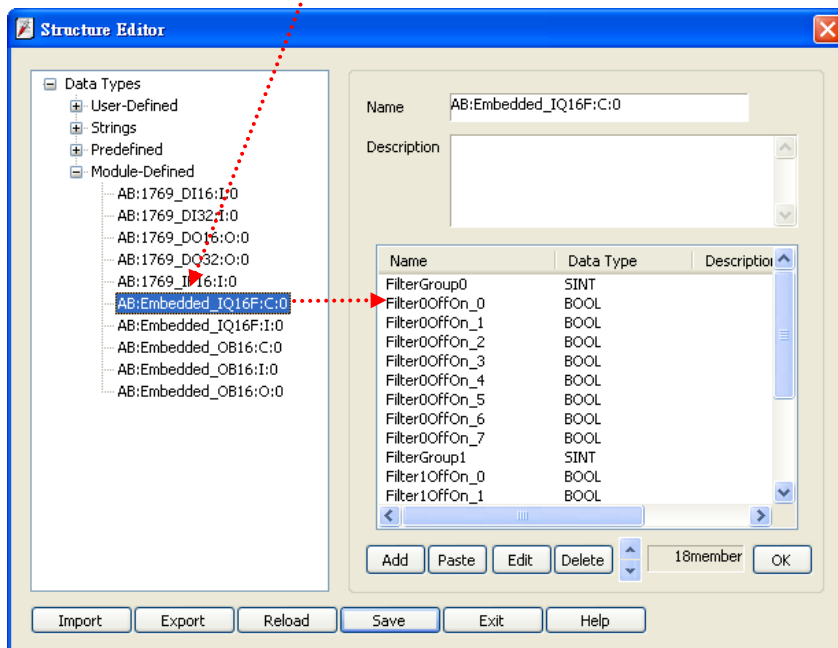 Structure Editor
Data Types
User-Defined
Strings
Predefined
Module-Defined
AB:1769_DI16:I:0
AB:1769_DI32:I:0
AB:1769_DO16:O:0
AB:1769_DO32:O:0
AB:1769_IF16:I:0
AB:Embedded_IQ16F:C:0
AB:Embedded_IQ16F:I:0
AB:Embedded_OB16:C:0
AB:Embedded_OB16:I:0
AB:Embedded_OB16:O:0
Name AB:Embedded_IQ16F:C:0
Description
Name Data Type Description
FilterGroup0 SINT
Filter0OffOn_0 BOOL
Filter0OffOn_1 BOOL
Filter0OffOn_2 BOOL
Filter0OffOn_3 BOOL
Filter0OffOn_4 BOOL
Filter0OffOn_5 BOOL
Filter0OffOn_6 BOOL
Filter0OffOn_7 BOOL
FilterGroup1 SINT
Filter1OffOn_0 BOOL
Filter1OffOn_1 BOOL
Add Paste Edit Delete 18member OK
Import Export Reload Save Exit Help